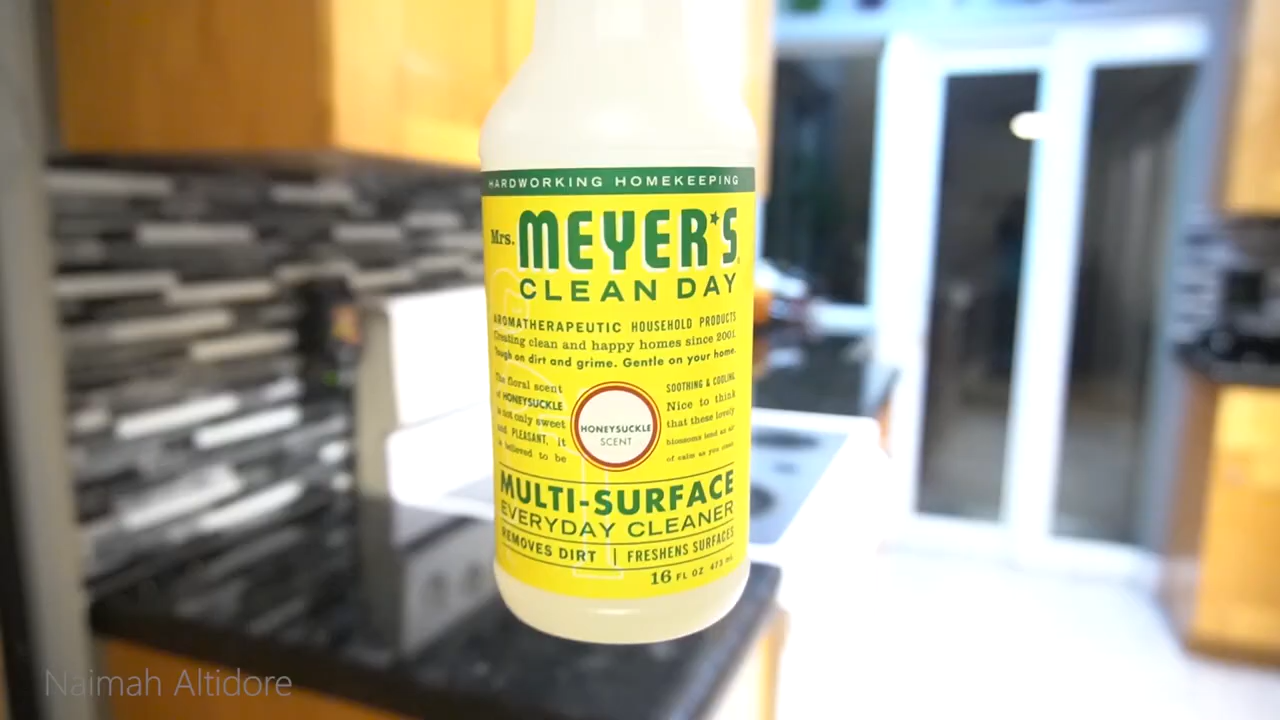 HARDWORKING HOMEKEEPING
Mrs. MEYER'S
CLEAN DAY
AROMATHERAPEUTIC HOUSEHOLD PRODUCTS
Creating clean and happy homes since 2001.
Tough on dirt and grime. Gentle on your home.
The floral scent
of HONEYSUCKLE
is not only sweet
and PLEASANT, it
is believed to be
HONEYSUCKLE
SCENT
SOOTHING & COOLING.
Nice to think
that these lovely
blossoms lend an air
of calm as you clean
MULTI-SURFACE
EVERYDAY CLEANER
REMOVES DIRT | FRESHENS SURFACES
16 FL OZ 473 mL
Naimah Altidore